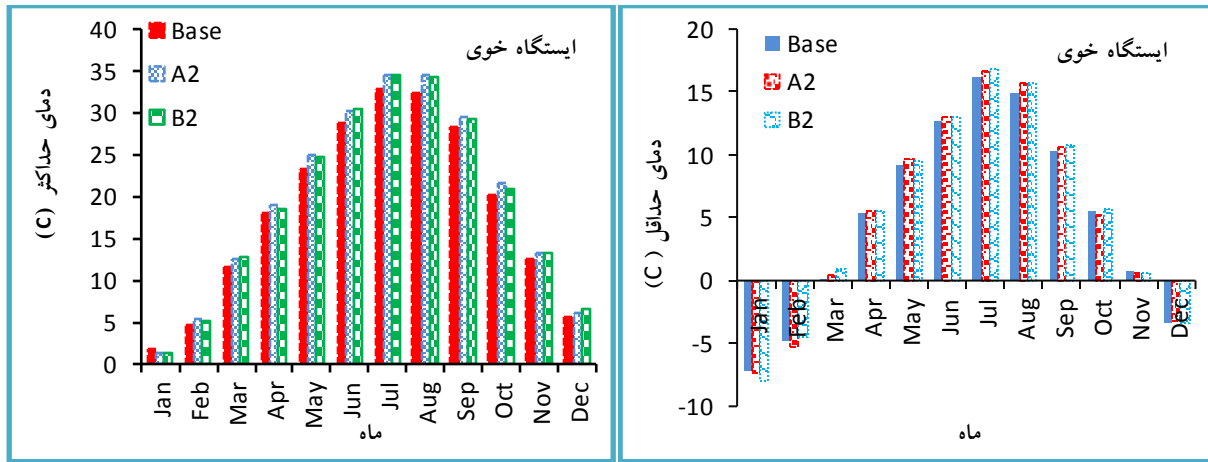 ایستگاه خوی
Base
A2
B2
دمای حداکثر (C)
40
35
30
25
20
15
10
5
0
Jan
Feb
Mar
Apr
May
Jun
Jul
Aug
Sep
Oct
Nov
Dec
ماه
ایستگاه خوی
Base
A2
B2
دمای حداقل (C)
20
15
10
5
0
-5
-10
Jan
Feb
Mar
Apr
May
Jun
Jul
Aug
Sep
Oct
Nov
Dec
ماه